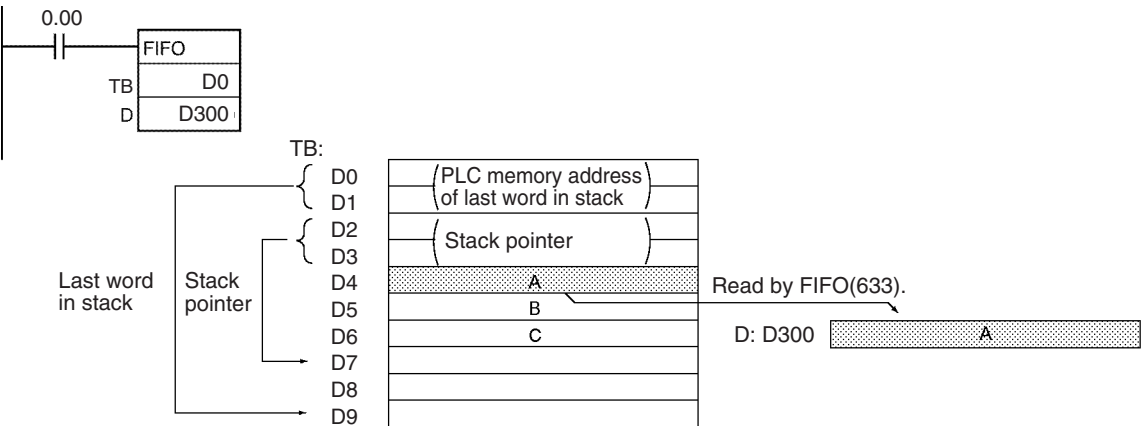 0.00
FIFO
TB D0
D D300
TB:
D0 PLC memory address
D1 of last word in stack
D2
Stack pointer
D3
Last word
in stack
Stack
pointer
D4 A
Read by FIFO(633).
D5 B
D6 C
D: D300 A
D7
D8
D9